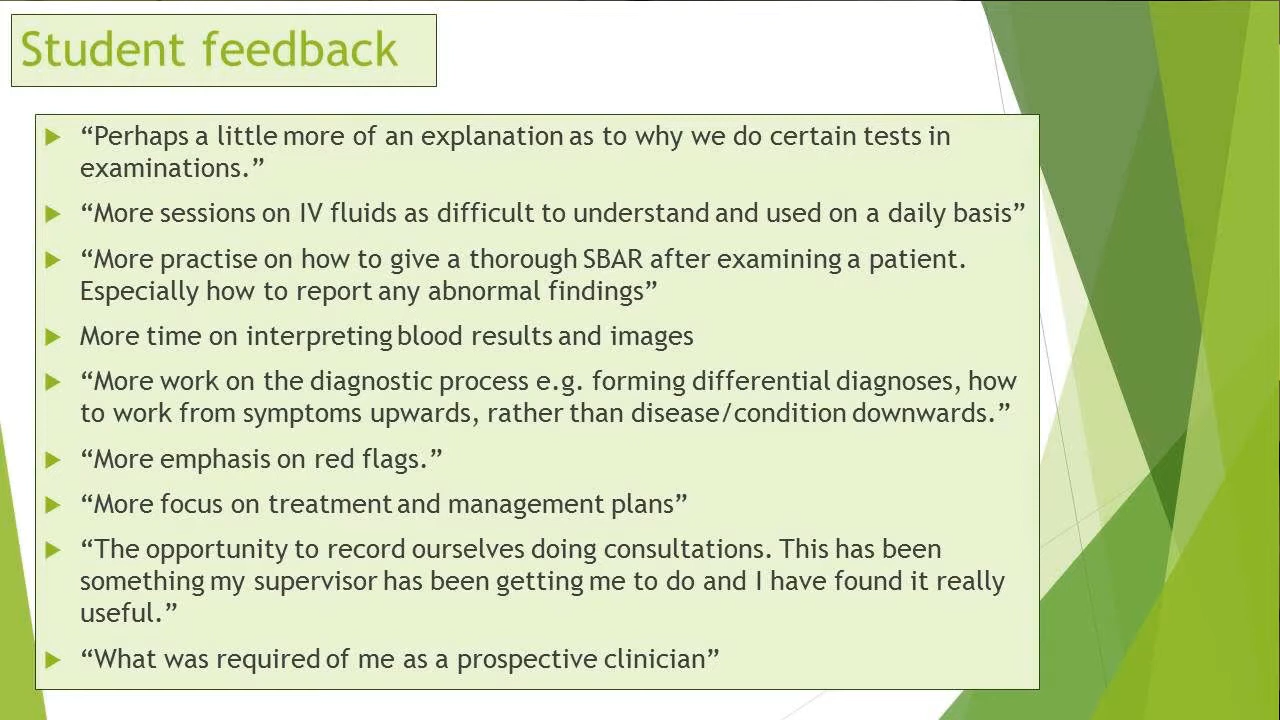 Student feedback
“Perhaps a little more of an explanation as to why we do certain tests in
examinations.”
“More sessions on IV fluids as difficult to understand and used on a daily basis”
“More practise on how to give a thorough SBAR after examining a patient.
Especially how to report any abnormal findings”
More time on interpreting blood results and images
“More work on the diagnostic process e.g. forming differential diagnoses, how
to work from symptoms upwards, rather than disease/condition downwards.”
“More emphasis on red flags.”
“More focus on treatment and management plans”
“The opportunity to record ourselves doing consultations. This has been
something my supervisor has been getting me to do and I have found it really
useful.”
“What was required of me as a prospective clinician”